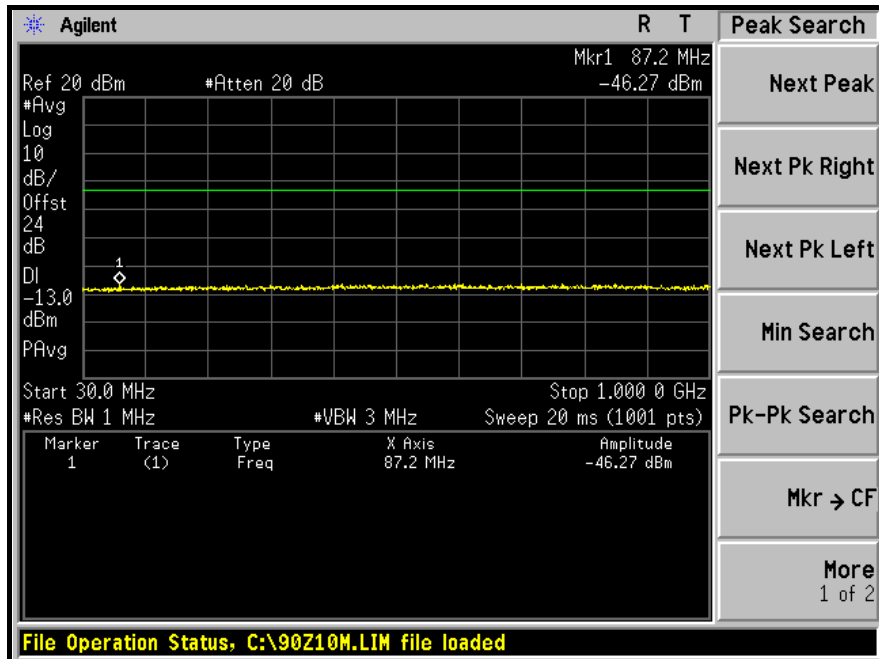 Agilent R T Peak Search
Mkr1 87.2 MHz
Ref 20 dBm #Atten 20 dB -46.27 dBm
#Avg
Log
10
dB/
Offst
24
dB
DI
-13.0
dBm
PAvg
1
Start 30.0 MHz Stop 1.000 0 GHz
#Res BW 1 MHz #VBW 3 MHz Sweep 20 ms (1001 pts)
Marker Trace Type X Axis Amplitude
1 (1) Freq 87.2 MHz -46.27 dBm
Next Peak
Next Pk Right
Next Pk Left
Min Search
Pk-Pk Search
Mkr → CF
More
1 of 2
File Operation Status, C:\90Z10M.LIM file loaded